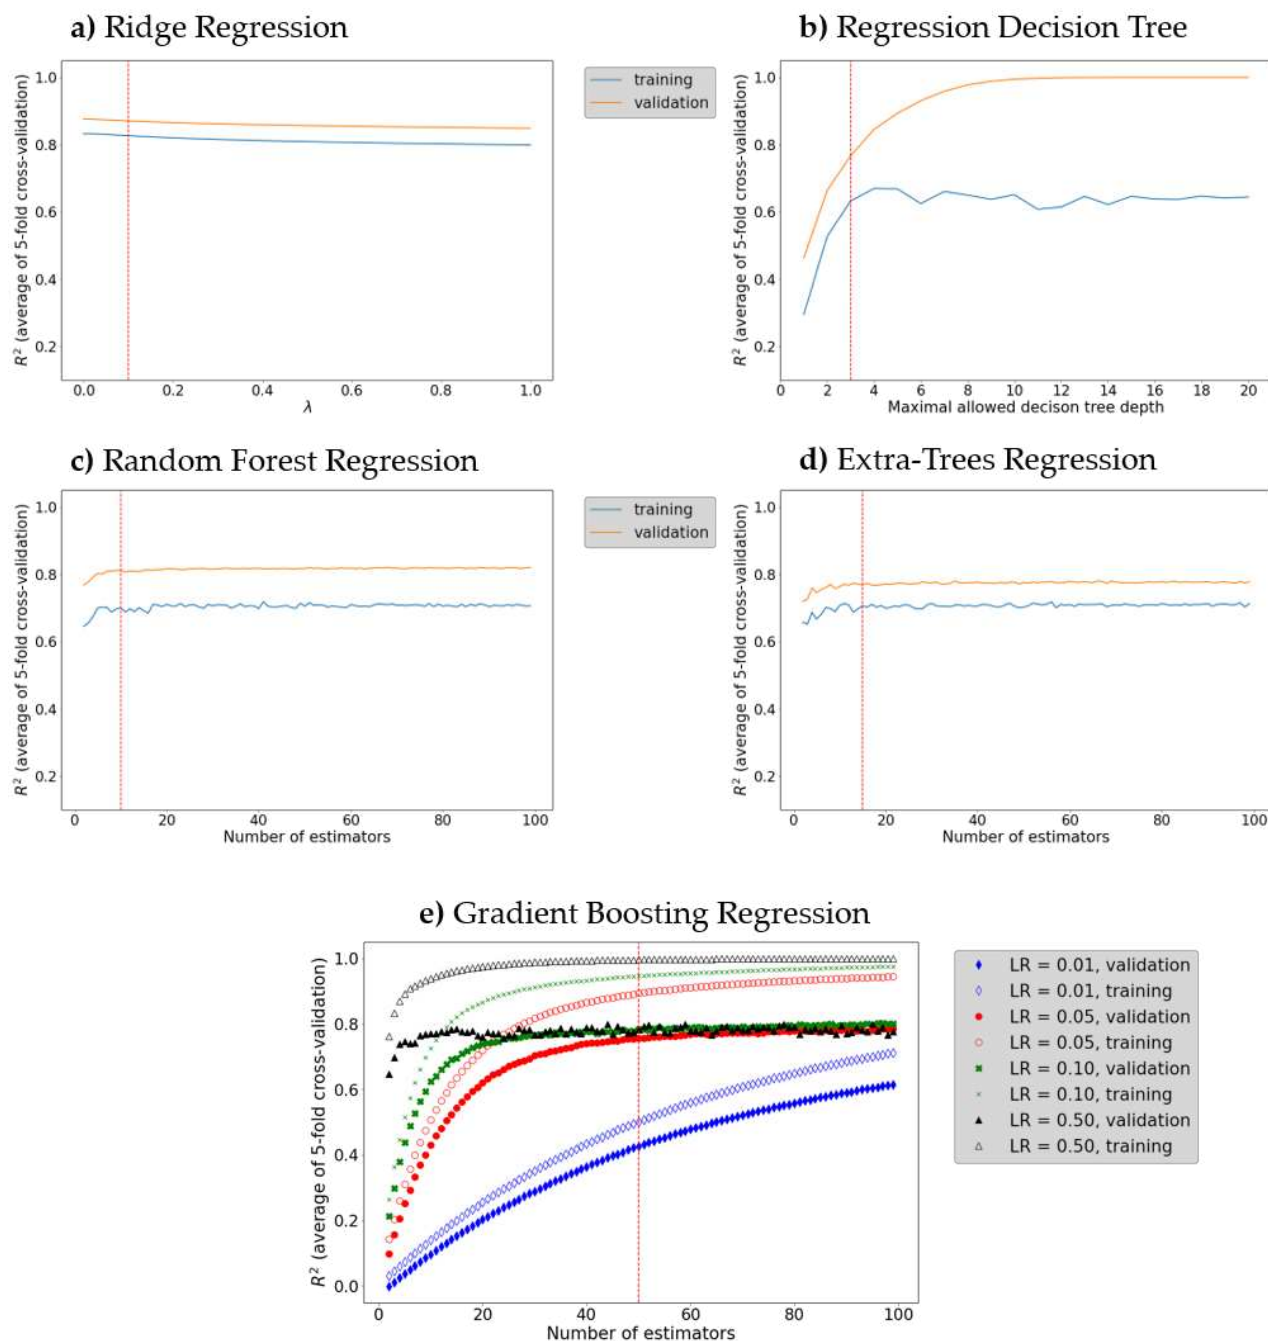 a) Ridge Regression
R² (average of 5-fold cross-validation)
1.0
0.8
0.6
0.4
0.2
0.0 0.2 0.4 0.6 0.8 1.0
λ
training
validation
b) Regression Decision Tree
R² (average of 5-fold cross-validation)
1.0
0.8
0.6
0.4
0.2
0 2 4 6 8 10 12 14 16 18 20
Maximal allowed decison tree depth
c) Random Forest Regression
R² (average of 5-fold cross-validation)
1.0
0.8
0.6
0.4
0.2
0 20 40 60 80 100
Number of estimators
training
validation
d) Extra-Trees Regression
R² (average of 5-fold cross-validation)
1.0
0.8
0.6
0.4
0.2
0 20 40 60 80 100
Number of estimators
e) Gradient Boosting Regression
R² (average of 5-fold cross-validation)
1.0
0.8
0.6
0.4
0.2
0.0
0 20 40 60 80 100
Number of estimators
LR = 0.01, validation
LR = 0.01, training
LR = 0.05, validation
LR = 0.05, training
LR = 0.10, validation
LR = 0.10, training
LR = 0.50, validation
LR = 0.50, training